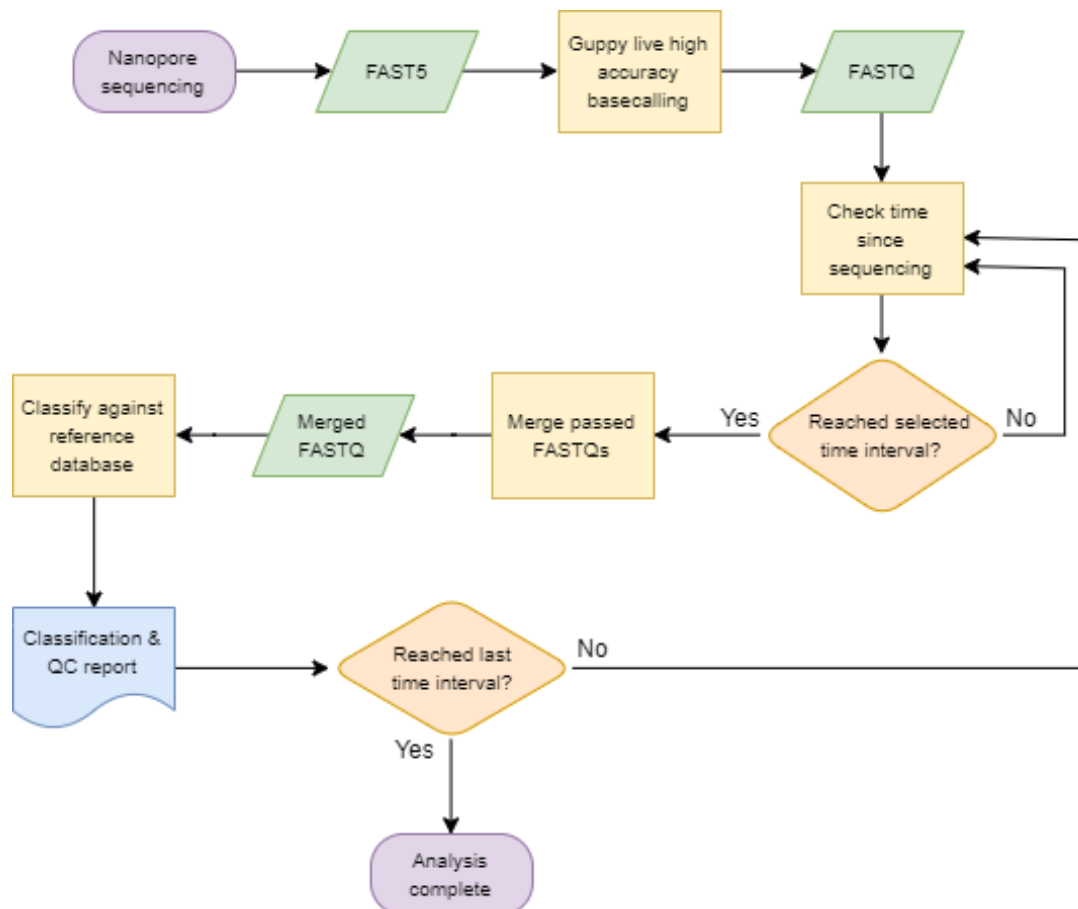 Nanopore
sequencing
FAST5
Guppy live high
accuracy
basecalling
FASTQ
Check time
since
sequencing
Reached selected
time interval?
No
Yes
Merge passed
FASTQs
Merged
FASTQ
Classify against
reference
database
Classification &
QC report
Reached last
time interval?
No
Yes
Analysis
complete